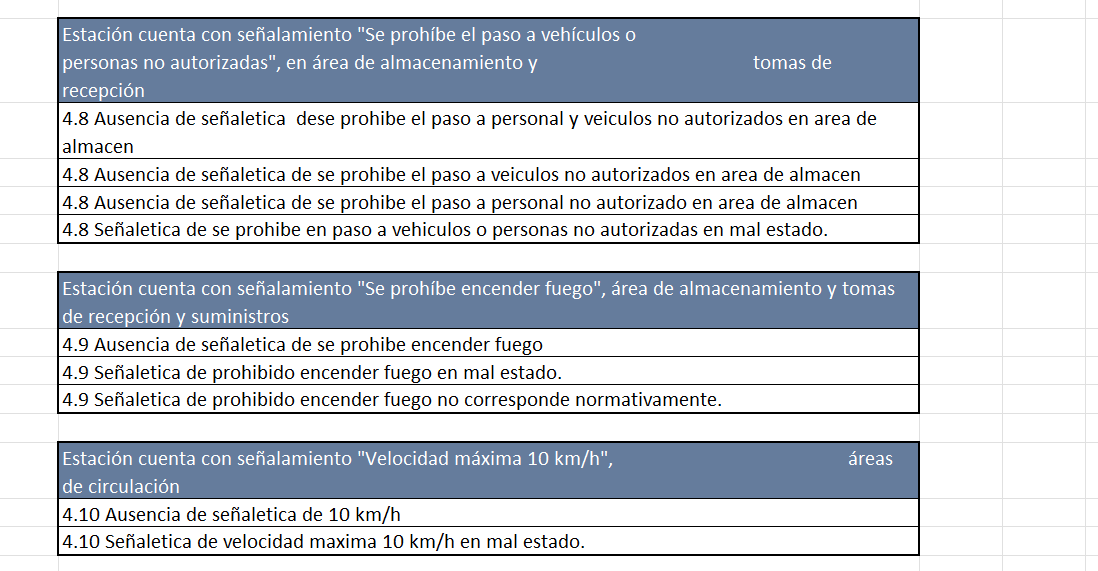 Estación cuenta con señalamiento "Se prohíbe el paso a vehículos o
personas no autorizadas", en área de almacenamiento y tomas de
recepción
4.8 Ausencia de señaletica  dese prohibe el paso a personal y veiculos no autorizados en area de
almacen
4.8 Ausencia de señaletica de se prohibe el paso a veiculos no autorizados en area de almacen
4.8 Ausencia de señaletica de se prohibe el paso a personal no autorizado en area de almacen
4.8 Señaletica de se prohibe en paso a vehiculos o personas no autorizadas en mal estado.
Estación cuenta con señalamiento "Se prohíbe encender fuego", área de almacenamiento y tomas
de recepción y suministros
4.9 Ausencia de señaletica de se prohibe encender fuego
4.9 Señaletica de prohibido encender fuego en mal estado.
4.9 Señaletica de prohibido encender fuego no corresponde normativamente.
Estación cuenta con señalamiento "Velocidad máxima 10 km/h", áreas
de circulación
4.10 Ausencia de señaletica de 10 km/h
4.10 Señaletica de velocidad maxima 10 km/h en mal estado.